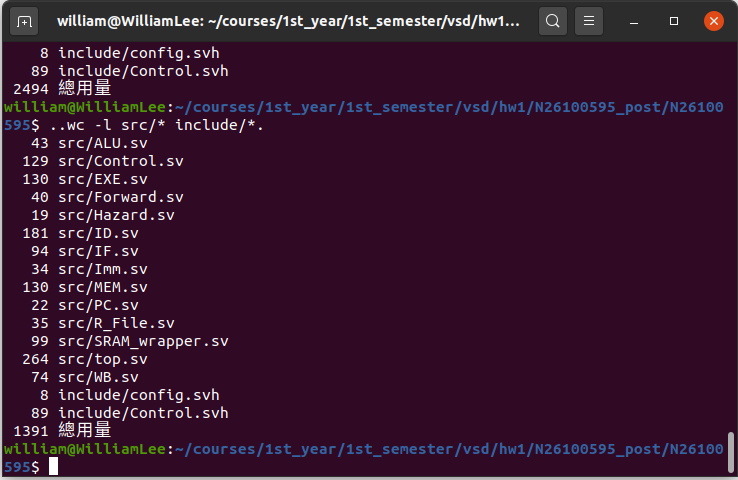 william@WilliamLee: ~/courses/1st_year/1st_semester/vsd/hw1...
8 include/config.svh
89 include/Control.svh
2494 總用量
william@WilliamLee:~/courses/1st_year/1st_semester/vsd/hw1/N26100595_post/N26100
595$ ..wc -l src/* include/*.
43 src/ALU.sv
129 src/Control.sv
130 src/EXE.sv
40 src/Forward.sv
19 src/Hazard.sv
181 src/ID.sv
94 src/IF.sv
34 src/Imm.sv
130 src/MEM.sv
22 src/PC.sv
35 src/R_File.sv
99 src/SRAM_wrapper.sv
264 src/top.sv
74 src/WB.sv
8 include/config.svh
89 include/Control.svh
1391 總用量
william@WilliamLee:~/courses/1st_year/1st_semester/vsd/hw1/N26100595_post/N26100
595$